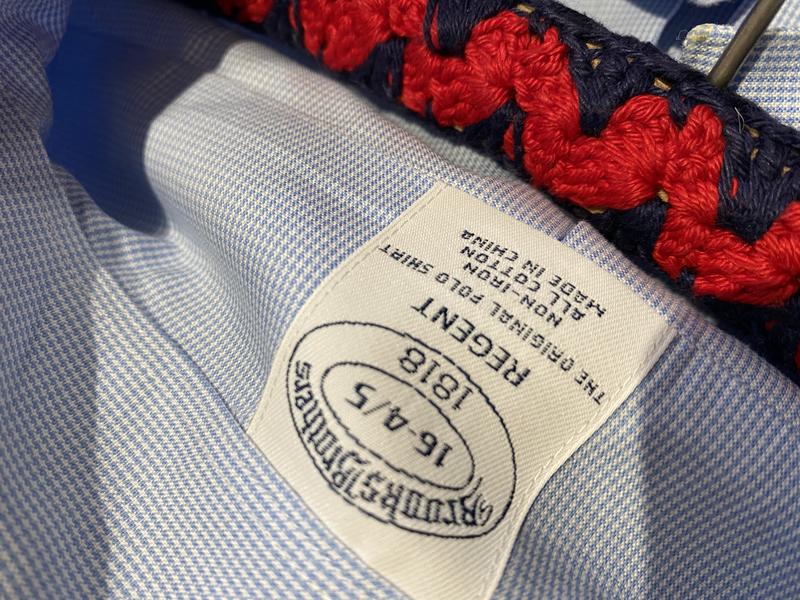 Brooks Brothers
16-4/5
1818
REGENT
THE ORIGINAL POLO SHIRT
NON-IRON
ALL COTTON
MADE IN CHINA